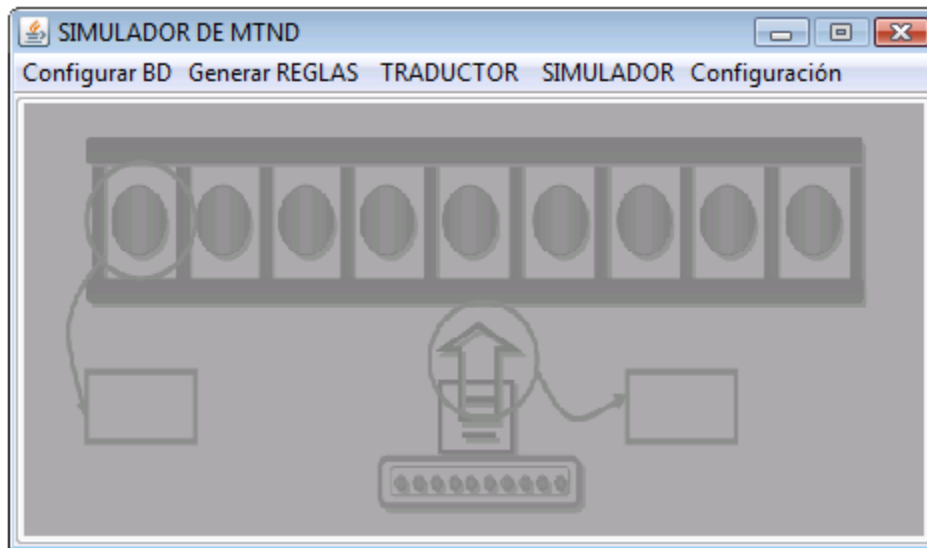 SIMULADOR DE MTND
Configurar BD Generar REGLAS TRADUCTOR SIMULADOR Configuración